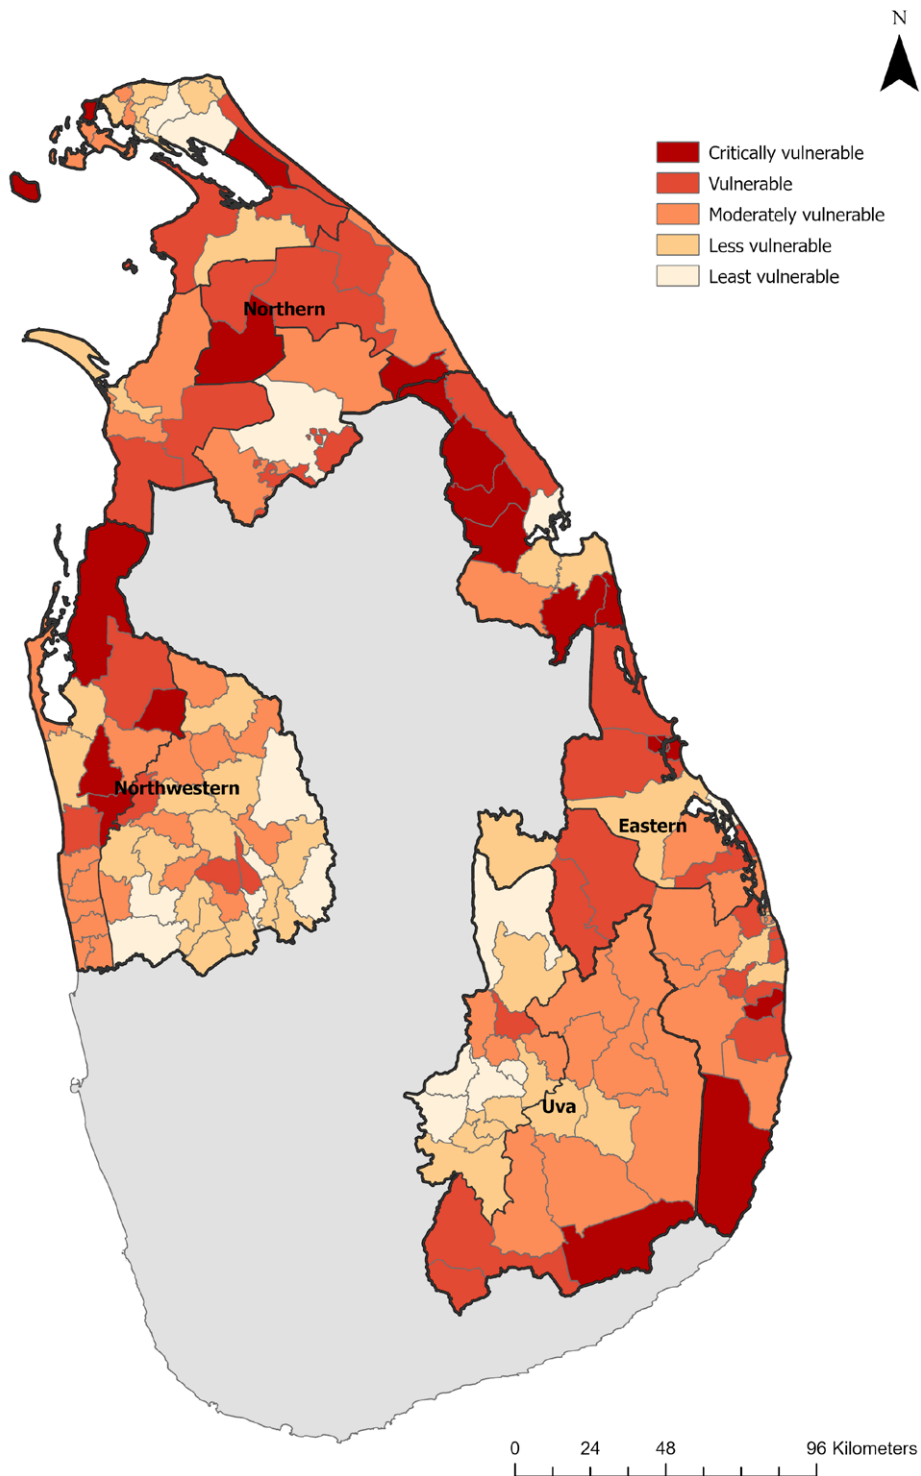 N
Critically vulnerable
Vulnerable
Moderately vulnerable
Less vulnerable
Least vulnerable
Northern
Northwestern
Eastern
Uva
0 24 48 96 Kilometers